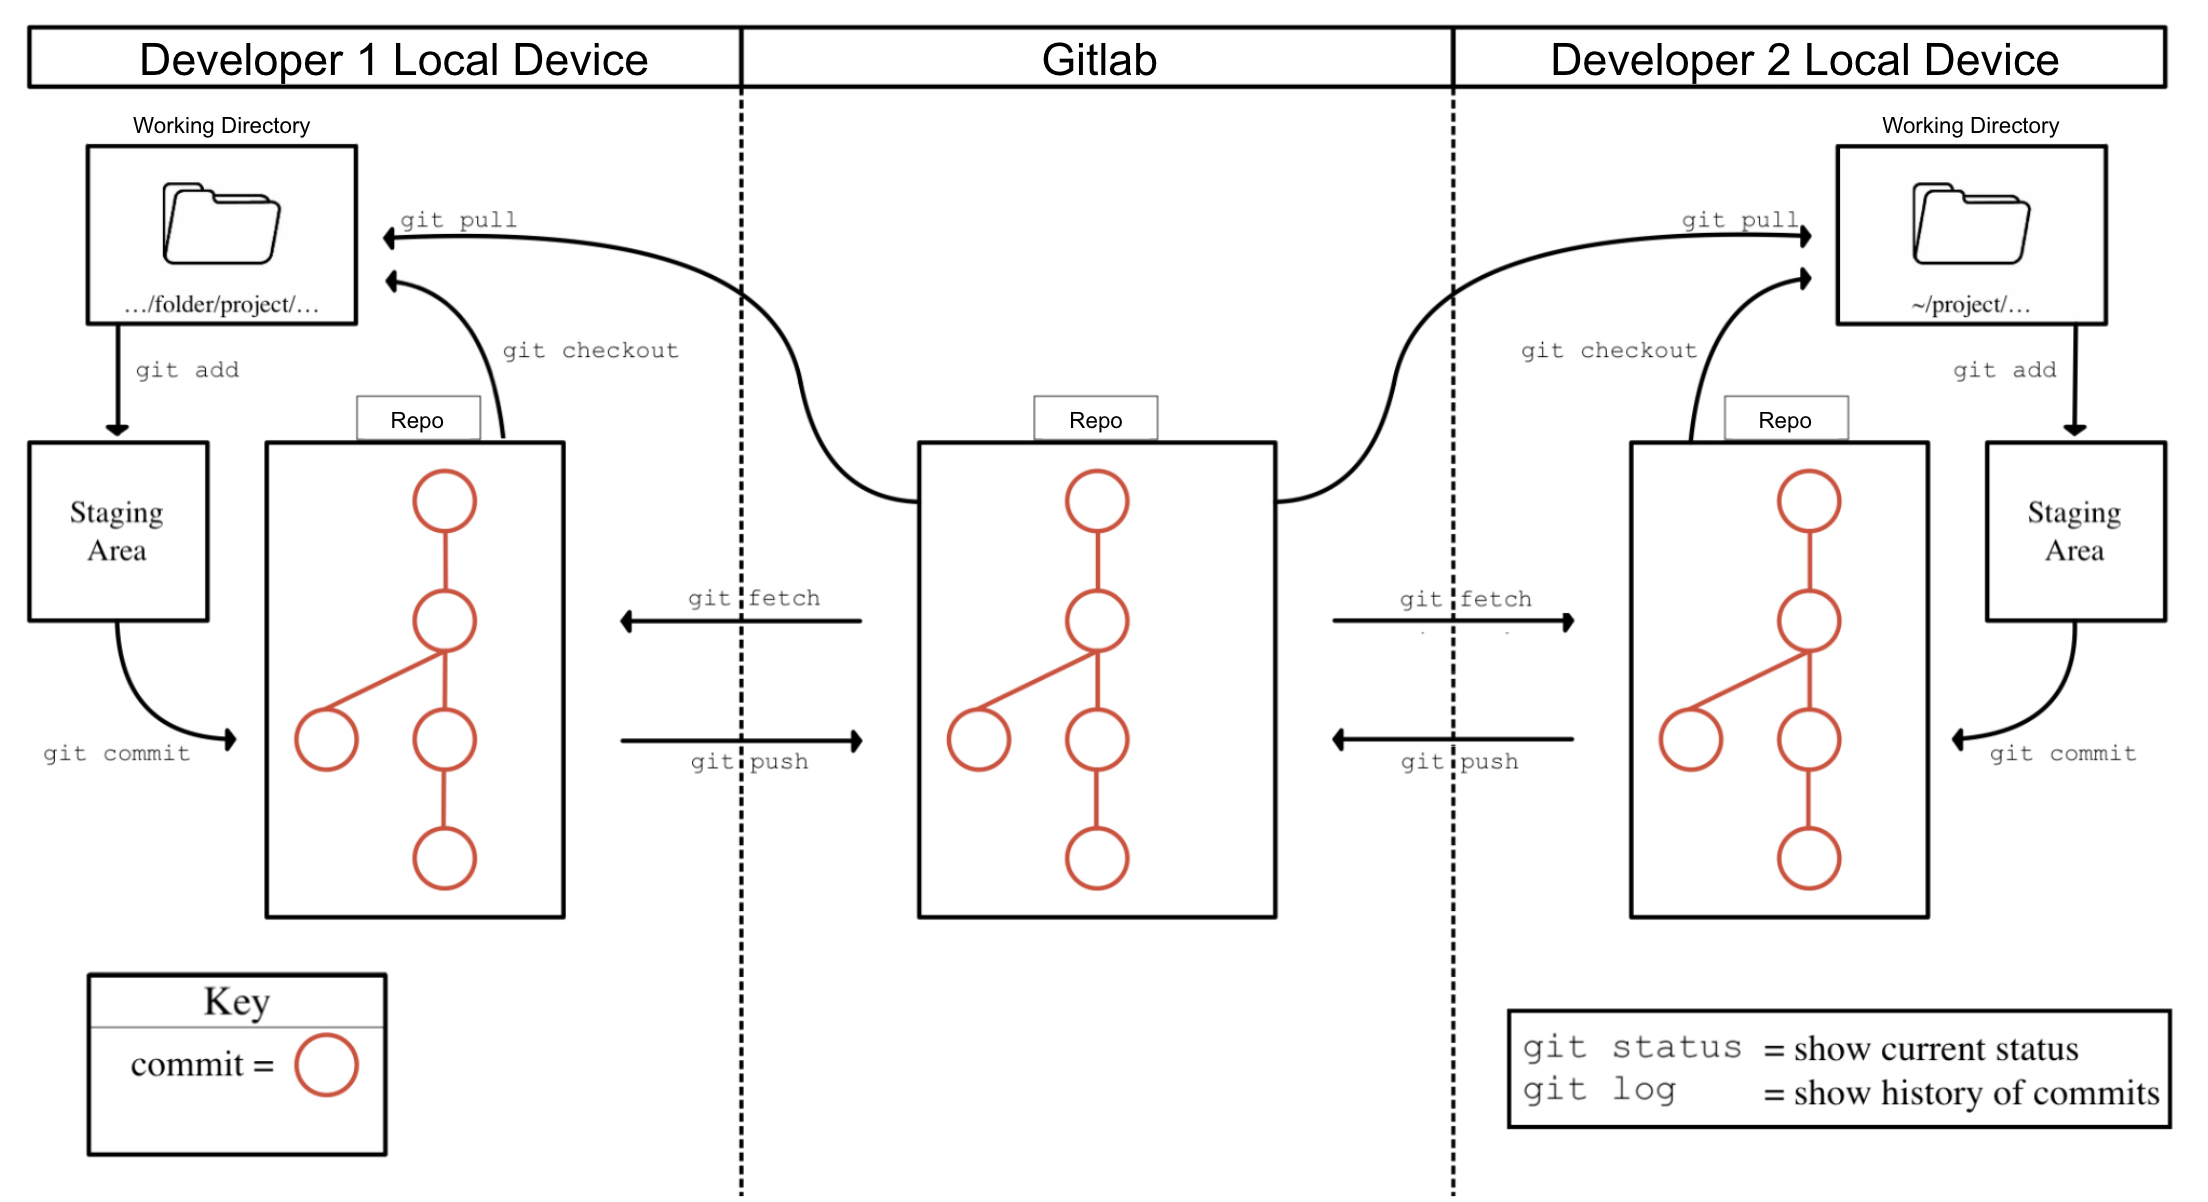 Developer 1 Local Device
Gitlab
Developer 2 Local Device
Working Directory
Working Directory
git pull
git pull
…/folder/project/…
~/project/…
git checkout
git checkout
git add
git add
Repo
Repo
Repo
Staging
Area
Staging
Area
git fetch
git fetch
git commit
git push
git push
git commit
Key
commit =
git status = show current status
git log = show history of commits